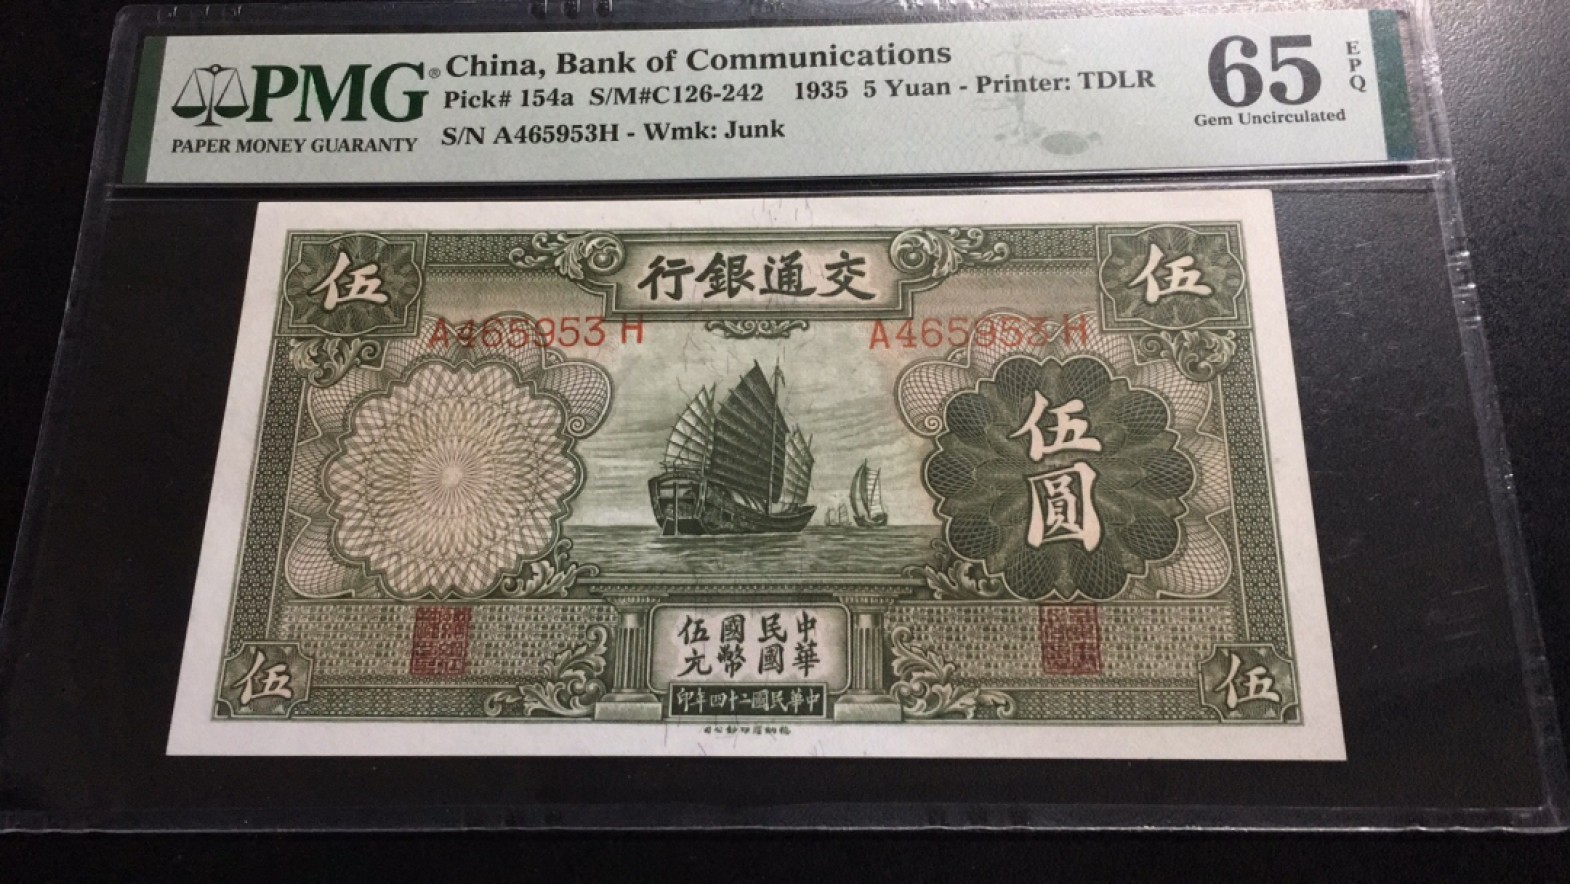 PMG®
PAPER MONEY GUARANTY
China, Bank of Communications
Pick# 154a S/M#C126-242 1935 5 Yuan - Printer: TDLR
S/N A465953H - Wmk: Junk
65 EPQ
Gem Uncirculated
伍 行銀通交 伍
A465953H A465953H
伍圓
中華民國國幣伍元
印年四十二國民華中
伍 伍